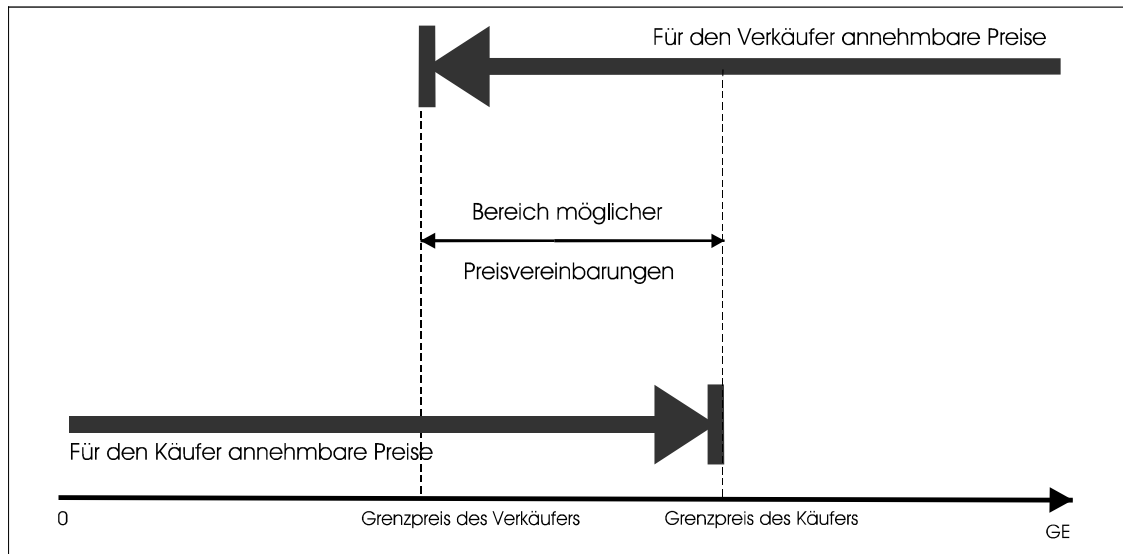 Für den Verkäufer annehmbare Preise
Bereich möglicher
Preisvereinbarungen
Für den Käufer annehmbare Preise
0
Grenzpreis des Verkäufers
Grenzpreis des Käufers
GE